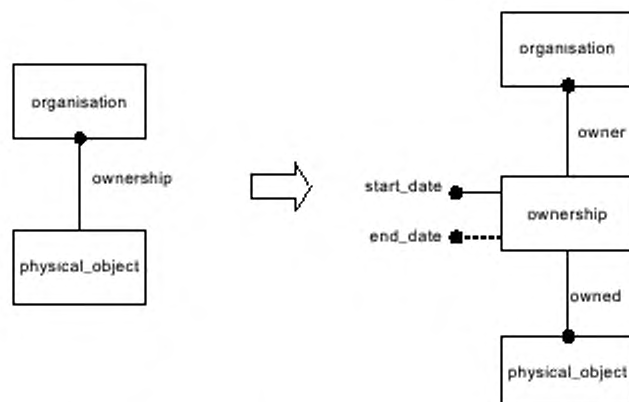 organisation
ownership
physical_object
organisation
owner
start_date
ownership
end_date
owned
physical_object